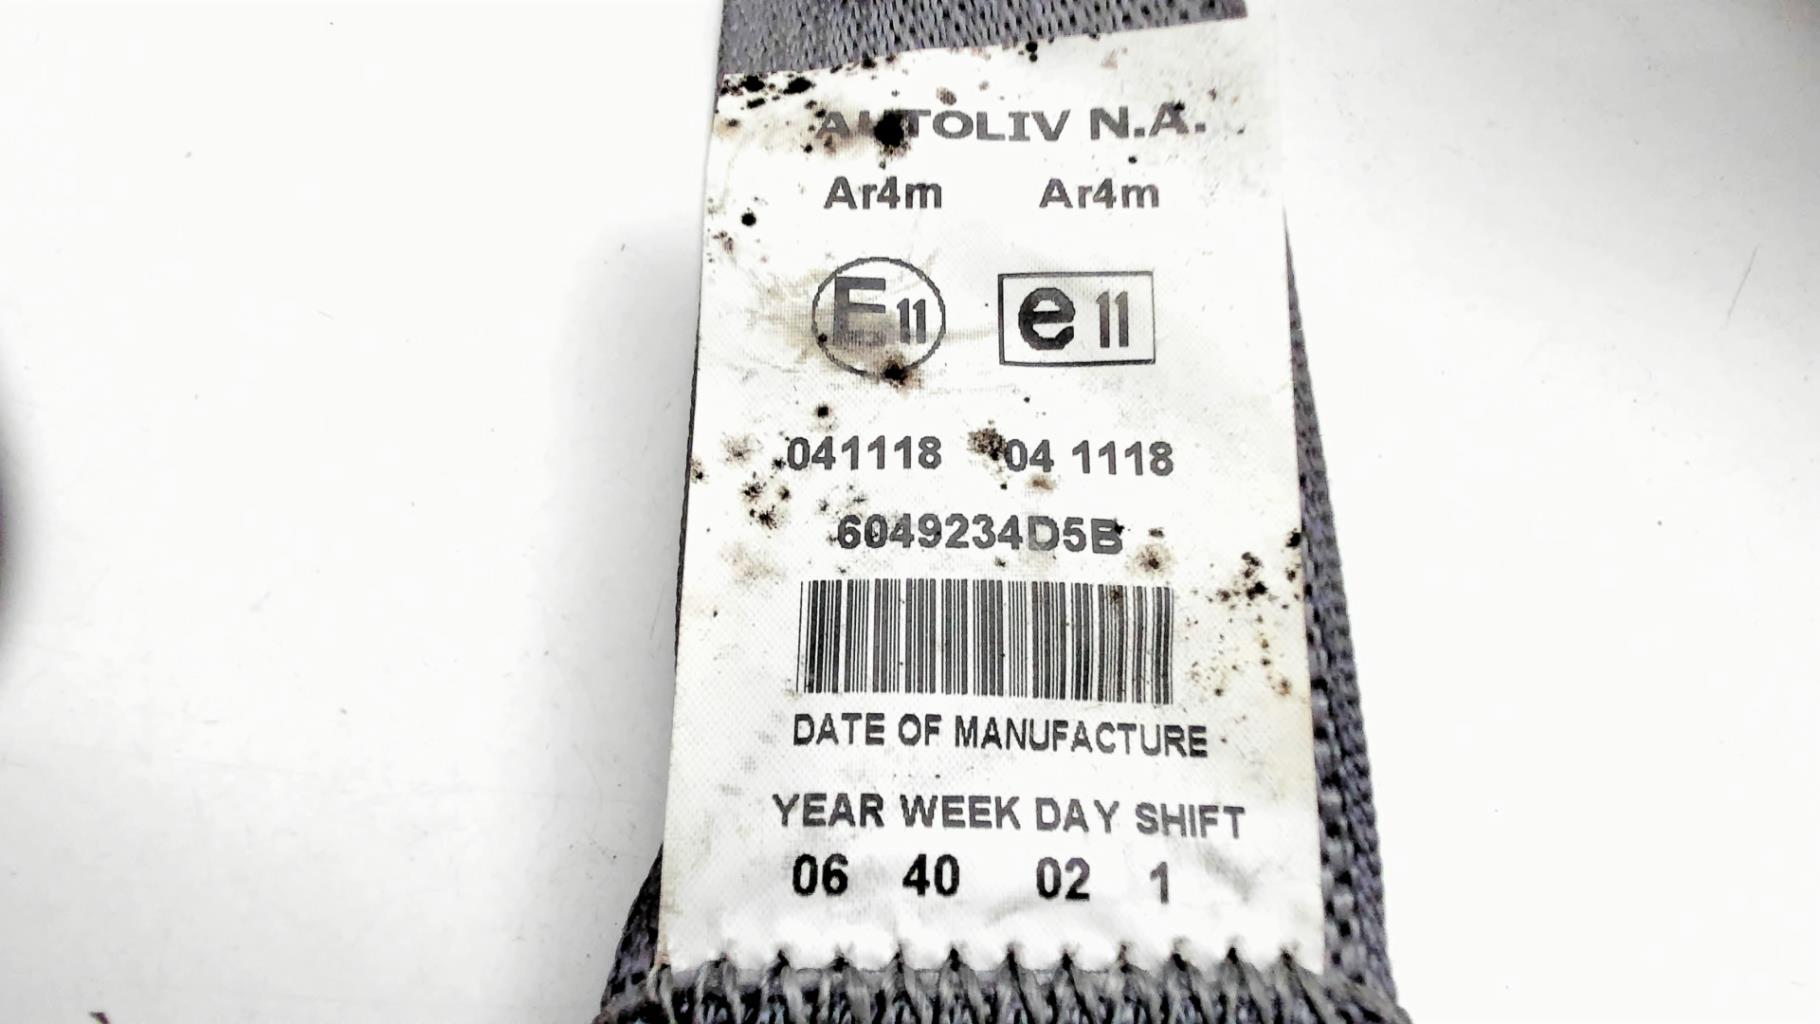 AUTOLIV N.A.
Ar4m Ar4m
E11 e11
041118 04 1118
6049234D5B
DATE OF MANUFACTURE
YEAR WEEK DAY SHIFT
06 40 02 1